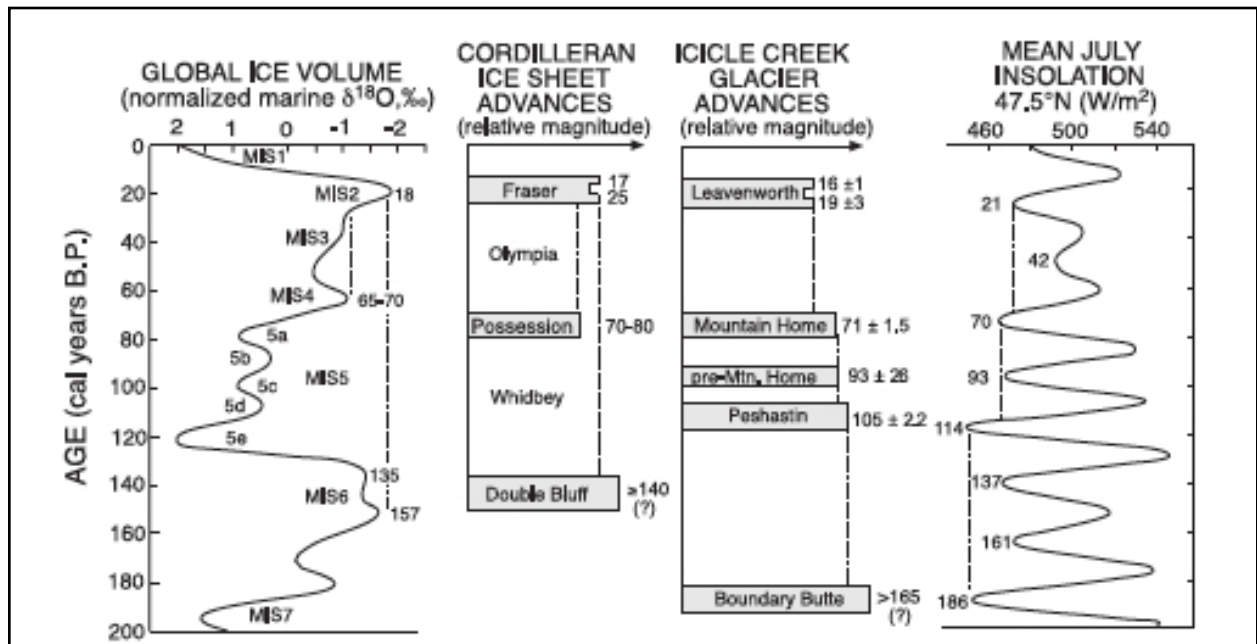 GLOBAL ICE VOLUME
(normalized marine δ¹⁸O,‰)
2 1 0 -1 -2
CORDILLERAN
ICE SHEET
ADVANCES
(relative magnitude)
ICICLE CREEK
GLACIER
ADVANCES
(relative magnitude)
MEAN JULY
INSOLATION
47.5°N (W/m²)
460 500 540
AGE (cal years B.P.)
0
20
40
60
80
100
120
140
160
180
200
MIS1
MIS2
18
MIS3
MIS4
65-70
5a
5b
MIS5
5c
5d
5e
135
MIS6
157
MIS7
Fraser
17
25
Olympia
Possession
70-80
Whidbey
Double Bluff
≥140
(?)
Leavenworth
16 ±1
19 ±3
Mountain Home
71 ± 1.5
pre-Mtn. Home
93 ± 26
Peshastin
105 ± 2.2
Boundary Butte
>165
(?)
21
42
70
93
114
137
161
186